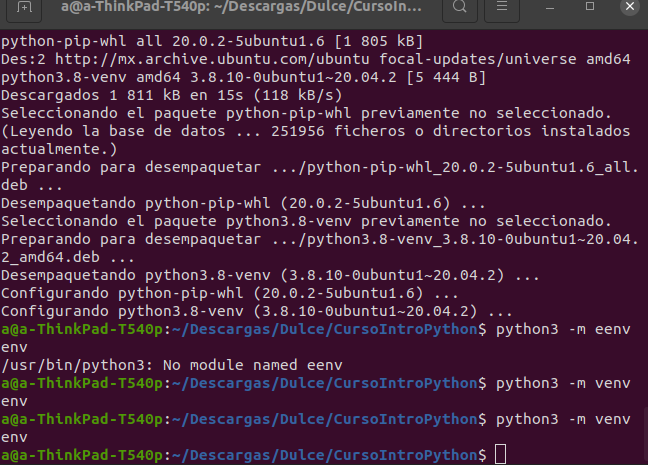 a@a-ThinkPad-T540p: ~/Descargas/Dulce/CursoIn...
python-pip-whl all 20.0.2-5ubuntu1.6 [1 805 kB]
Des:2 http://mx.archive.ubuntu.com/ubuntu focal-updates/universe amd64
python3.8-venv amd64 3.8.10-0ubuntu1~20.04.2 [5 444 B]
Descargados 1 811 kB en 15s (118 kB/s)
Seleccionando el paquete python-pip-whl previamente no seleccionado.
(Leyendo la base de datos ... 251956 ficheros o directorios instalados
actualmente.)
Preparando para desempaquetar .../python-pip-whl_20.0.2-5ubuntu1.6_all.
deb ...
Desempaquetando python-pip-whl (20.0.2-5ubuntu1.6) ...
Seleccionando el paquete python3.8-venv previamente no seleccionado.
Preparando para desempaquetar .../python3.8-venv_3.8.10-0ubuntu1~20.04.
2_amd64.deb ...
Desempaquetando python3.8-venv (3.8.10-0ubuntu1~20.04.2) ...
Configurando python-pip-whl (20.0.2-5ubuntu1.6) ...
Configurando python3.8-venv (3.8.10-0ubuntu1~20.04.2) ...
a@a-ThinkPad-T540p:~/Descargas/Dulce/CursoIntroPython$ python3 -m eenv
env
/usr/bin/python3: No module named eenv
a@a-ThinkPad-T540p:~/Descargas/Dulce/CursoIntroPython$ python3 -m venv
env
a@a-ThinkPad-T540p:~/Descargas/Dulce/CursoIntroPython$ python3 -m venv
env
a@a-ThinkPad-T540p:~/Descargas/Dulce/CursoIntroPython$